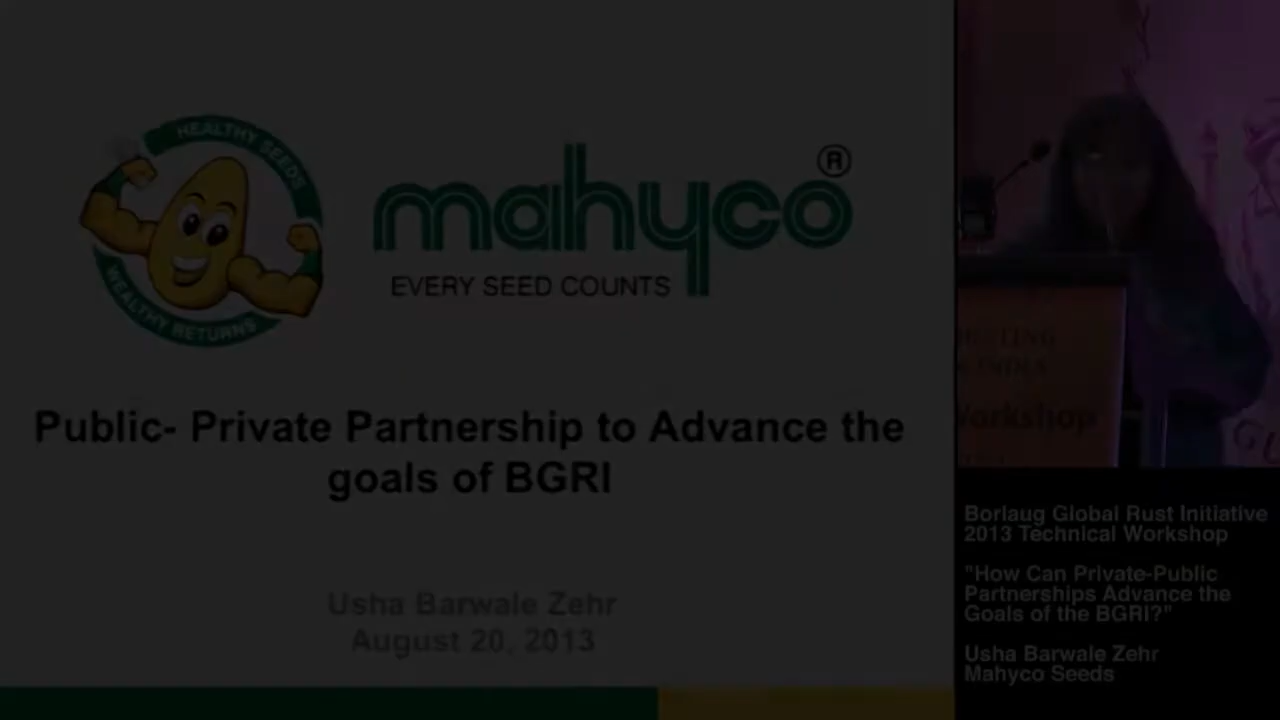 HEALTHY SEEDS
WEALTHY RETURNS
mahyco®
EVERY SEED COUNTS
Public- Private Partnership to Advance the
goals of BGRI
Usha Barwale Zehr
August 20, 2013
Workshop
Borlaug Global Rust Initiative
2013 Technical Workshop
"How Can Private-Public
Partnerships Advance the
Goals of the BGRI?"
Usha Barwale Zehr
Mahyco Seeds